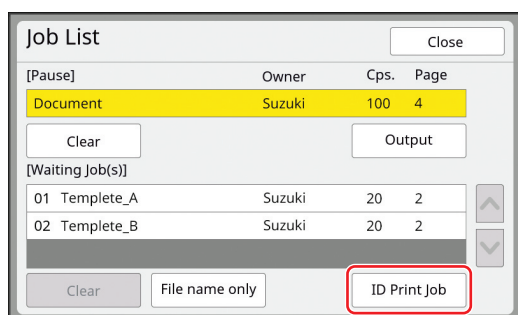 Job List Close
[Pause] Owner Cps. Page
Document Suzuki 100 4
Clear Output
[Waiting Job(s)]
01 Templete_A Suzuki 20 2
02 Templete_B Suzuki 20 2
Clear File name only ID Print Job